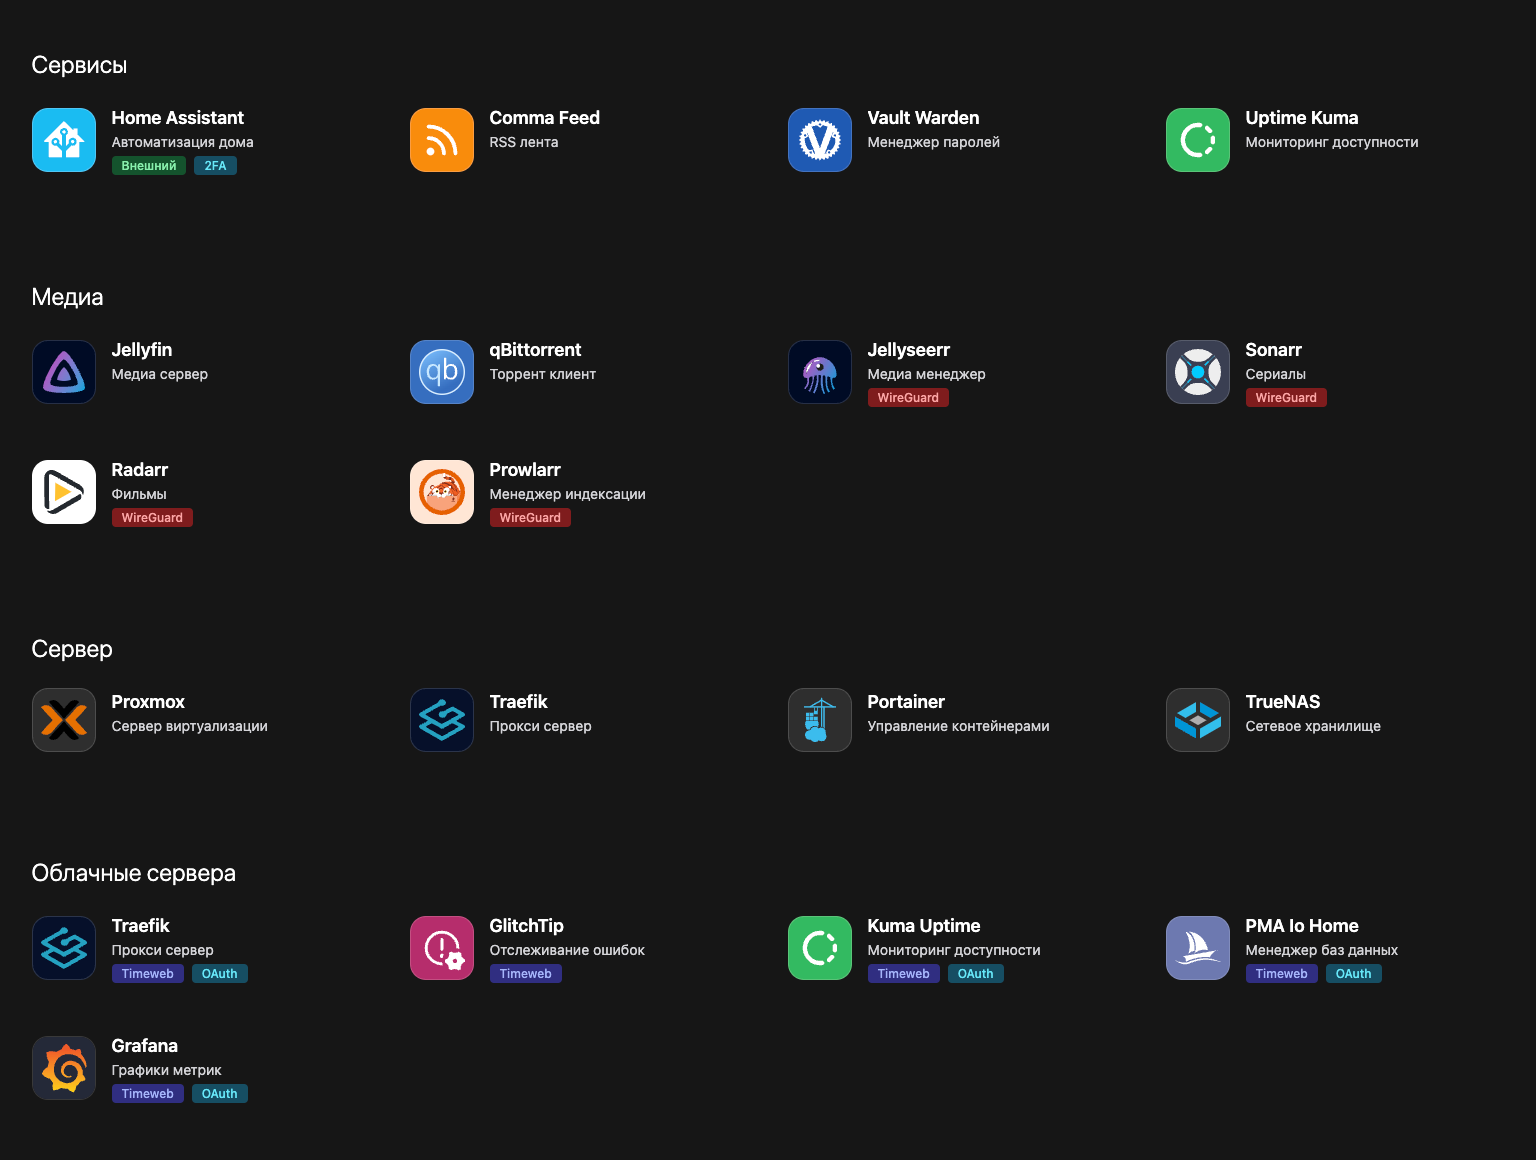 Сервисы
Home Assistant
Автоматизация дома
Внешний 2FA
Comma Feed
RSS лента
Vault Warden
Менеджер паролей
Uptime Kuma
Мониторинг доступности
Медиа
Jellyfin
Медиа сервер
qb
qBittorrent
Торрент клиент
Jellyseerr
Медиа менеджер
WireGuard
Sonarr
Сериалы
WireGuard
Radarr
Фильмы
WireGuard
Prowlarr
Менеджер индексации
WireGuard
Сервер
Proxmox
Сервер виртуализации
Traefik
Прокси сервер
Portainer
Управление контейнерами
TrueNAS
Сетевое хранилище
Облачные сервера
Traefik
Прокси сервер
Timeweb OAuth
GlitchTip
Отслеживание ошибок
Timeweb
Kuma Uptime
Мониторинг доступности
Timeweb OAuth
PMA Io Home
Менеджер баз данных
Timeweb OAuth
Grafana
Графики метрик
Timeweb OAuth